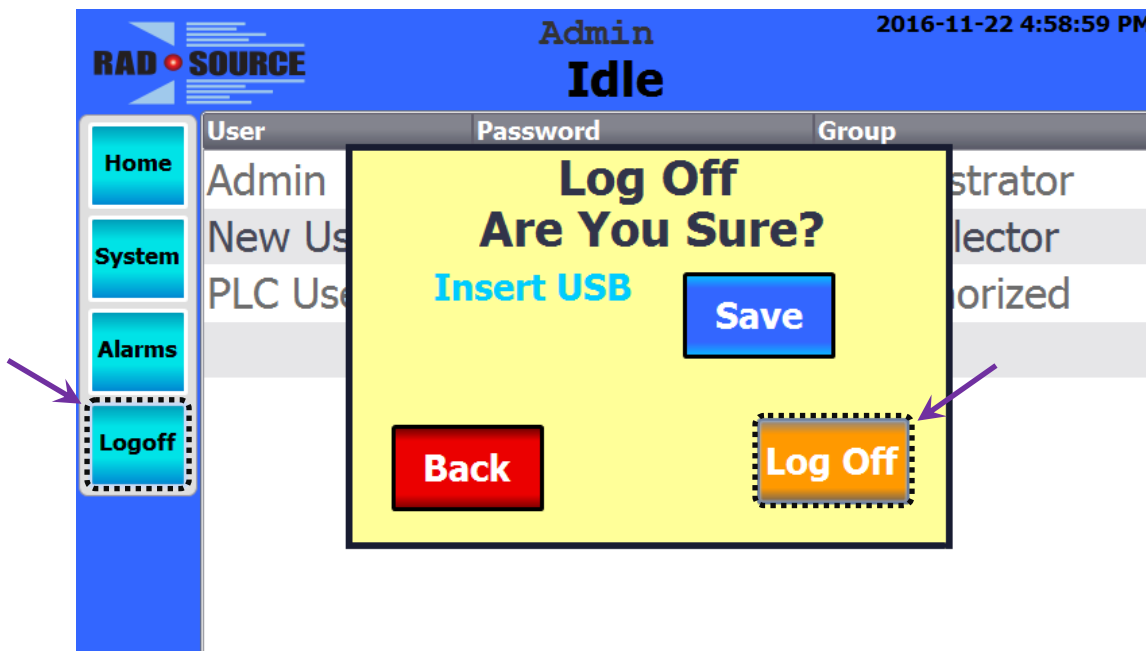 Admin
2016-11-22 4:58:59 PM
RAD SOURCE
Idle
User Password Group
Home
Admin
strator
New Us
lector
PLC Use
orized
System
Alarms
Logoff
Log Off
Are You Sure?
Insert USB
Save
Back
Log Off